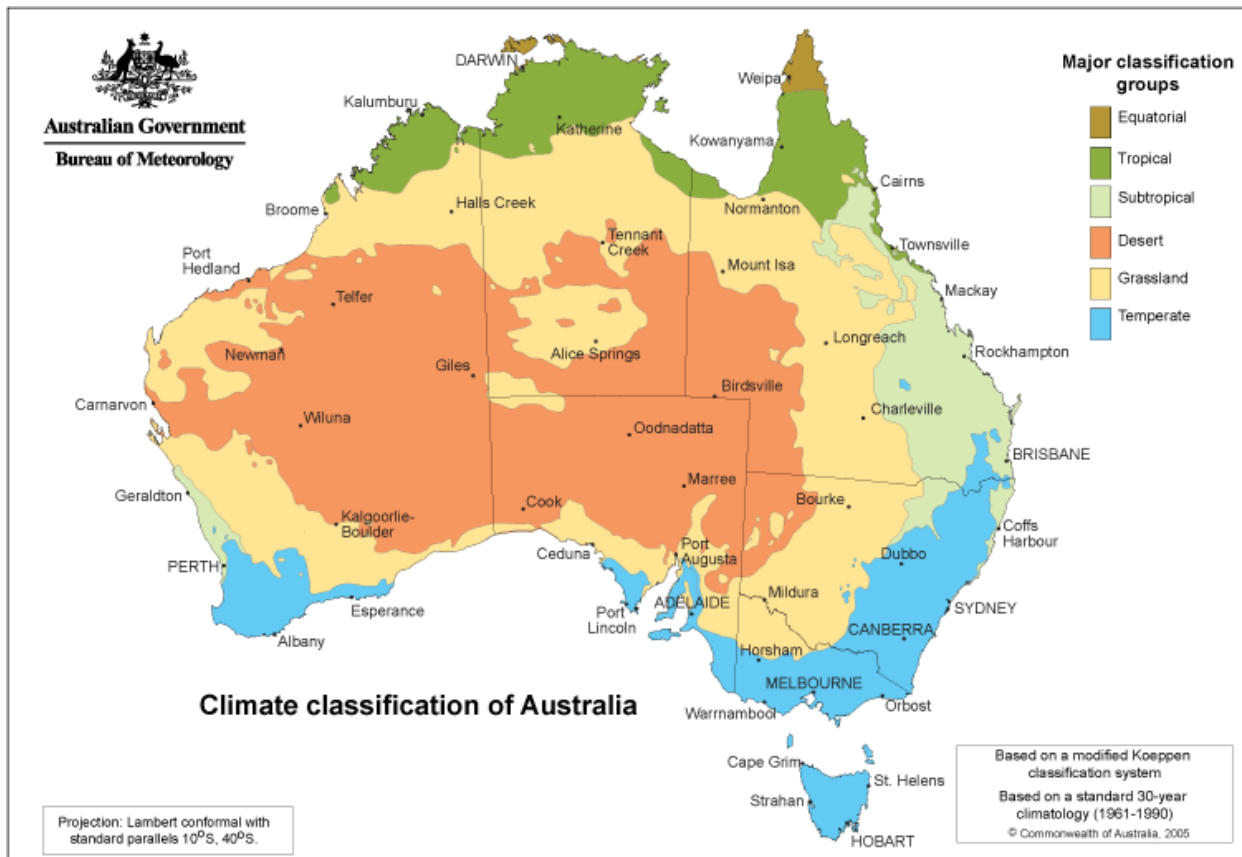 Australian Government
Bureau of Meteorology
Major classification
groups
Equatorial
Tropical
Subtropical
Desert
Grassland
Temperate
DARWIN
Weipa
Kalumburu
Katherine
Kowanyama
Cairns
Broome
Halls Creek
Normanton
Tennant
Creek
Townsville
Port
Hedland
Mount Isa
Mackay
Telfer
Longreach
Newman
Alice Springs
Rockhampton
Giles
Birdsville
Carnarvon
Charleville
Wiluna
Oodnadatta
BRISBANE
Geraldton
Marree
Bourke
Cook
Kalgoorlie-
Boulder
Coffs
Harbour
Ceduna
Port
Augusta
Dubbo
PERTH
Esperance
Port
Lincoln
ADELAIDE
Mildura
SYDNEY
Albany
CANBERRA
Horsham
MELBOURNE
Climate classification of Australia
Warrnambool
Orbost
Cape Grim
St. Helens
Strahan
HOBART
Based on a modified Koeppen
classification system
Based on a standard 30-year
climatology (1961-1990)
© Commonwealth of Australia, 2005
Projection: Lambert conformal with
standard parallels 10°S, 40°S.